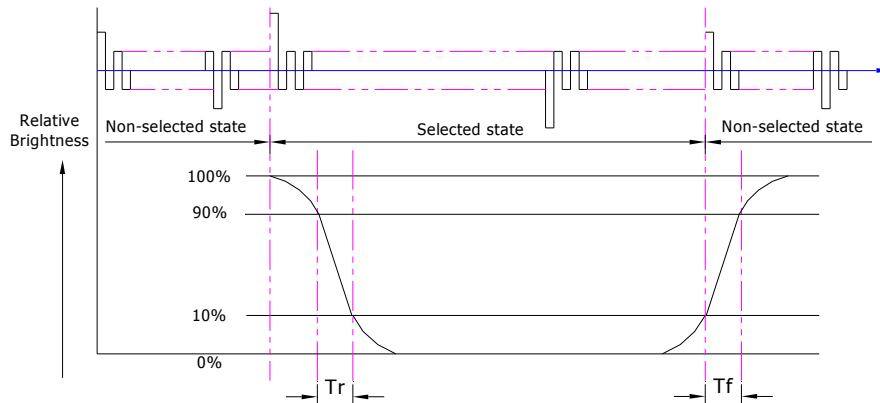 Relative
Brightness
Non-selected state
Selected state
Non-selected state
100%
90%
10%
0%
Tr
Tf